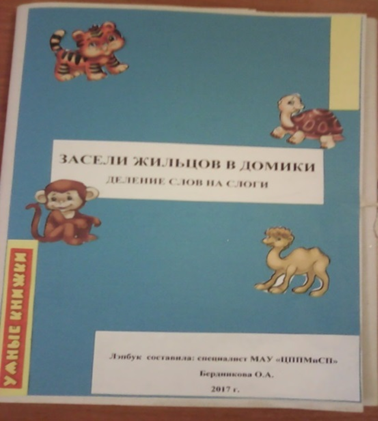 ЗАСЕЛИ ЖИЛЬЦОВ В ДОМИКИ
ДЕЛЕНИЕ СЛОВ НА СЛОГИ
УМНЫЕ КНИЖКИ
Лэпбук составила: специалист МАУ «ЦППМиСП»
Бердникова О.А.
2017 г.